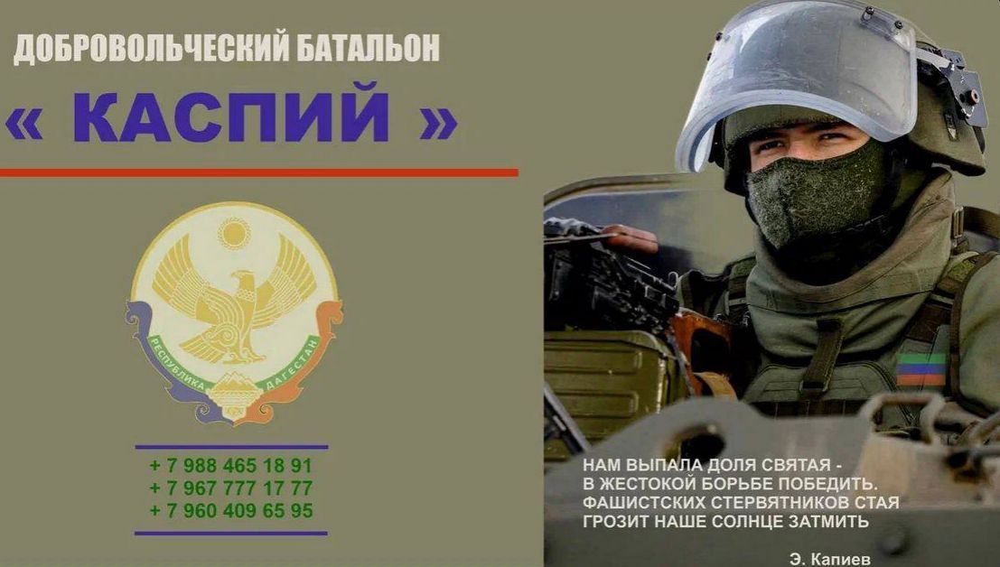 ДОБРОВОЛЬЧЕСКИЙ БАТАЛЬОН
« КАСПИЙ »
РЕСПУБЛИКА ДАГЕСТАН
+ 7 988 465 18 91
+ 7 967 777 17 77
+ 7 960 409 65 95
НАМ ВЫПАЛА ДОЛЯ СВЯТАЯ -
В ЖЕСТОКОЙ БОРЬБЕ ПОБЕДИТЬ.
ФАШИСТСКИХ СТЕРВЯТНИКОВ СТАЯ
ГРОЗИТ НАШЕ СОЛНЦЕ ЗАТМИТЬ
Э. Капиев